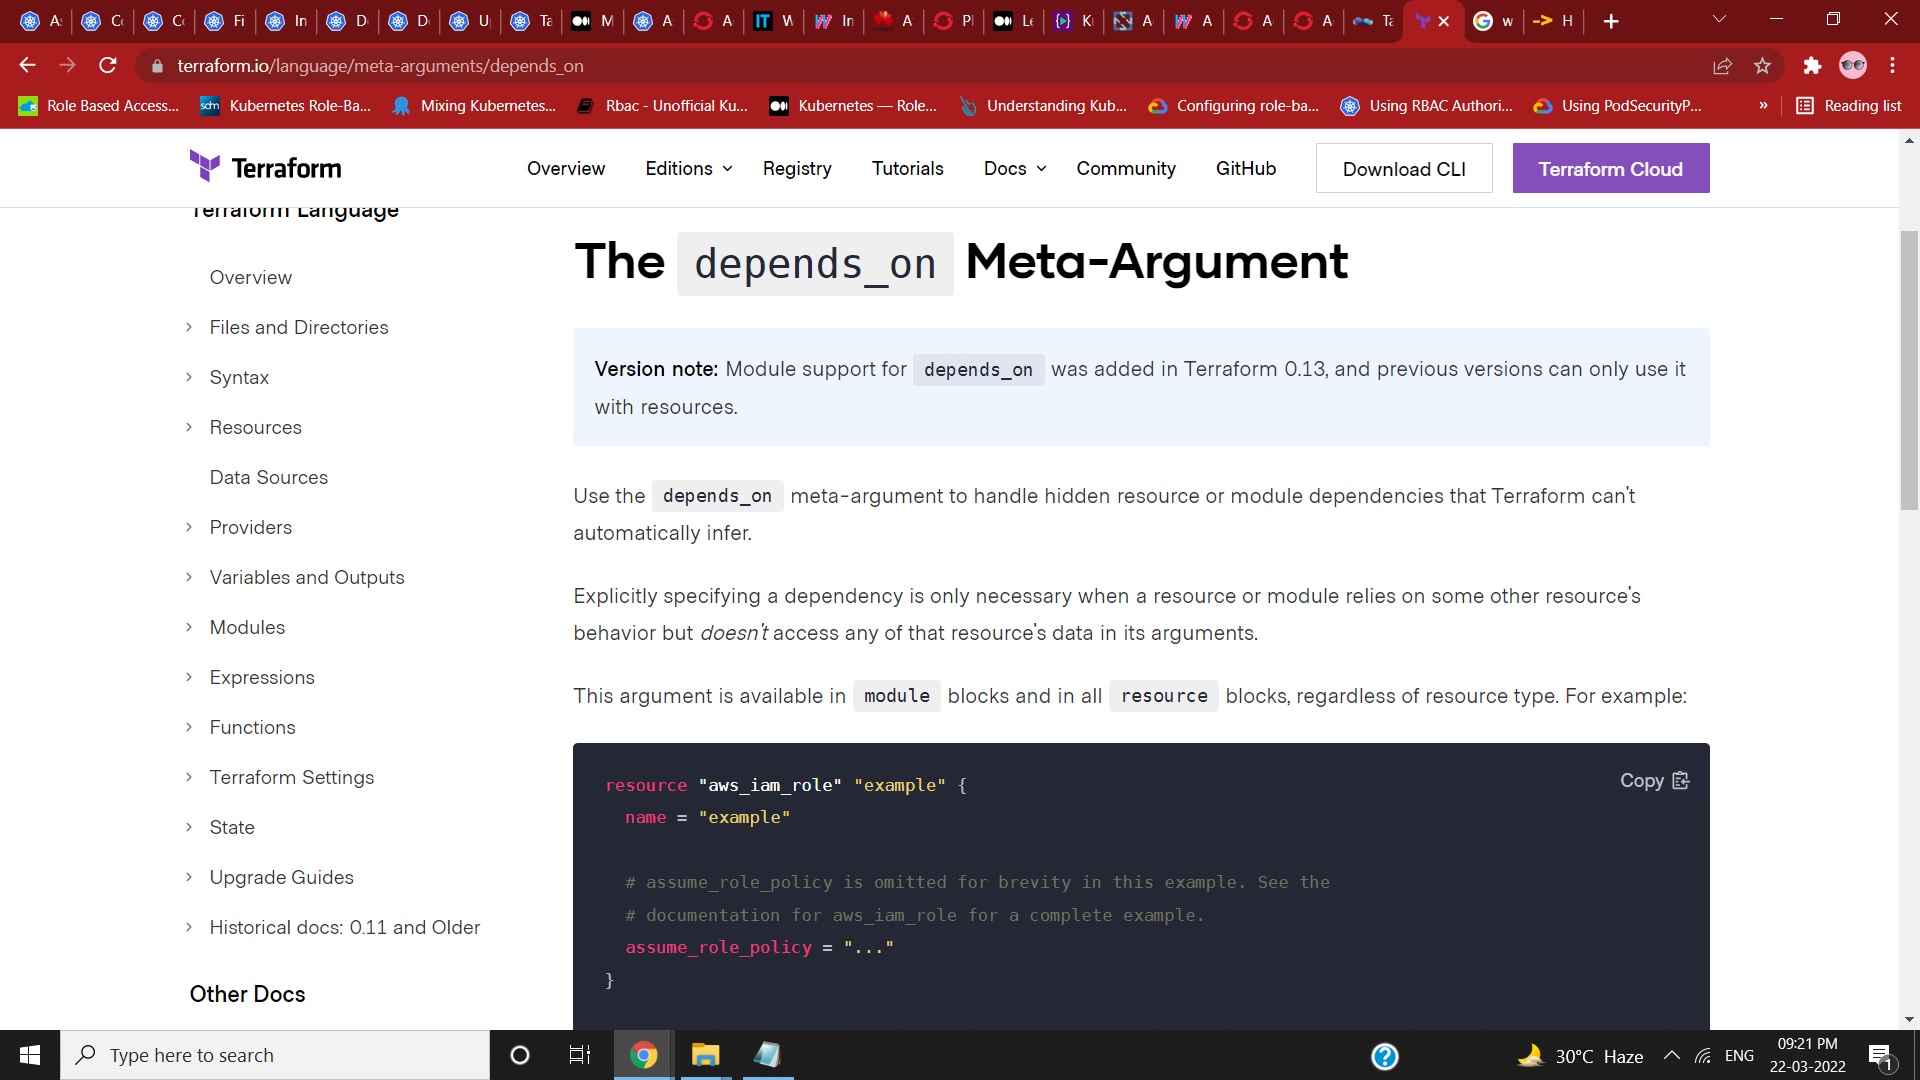 A
C
C
Fi
In
D
D
U
Ta
M
A
A
IT
W
In
A
Pl
Le
K
A
A
A
A
Ta
w
H
terraform.io/language/meta-arguments/depends_on
Role Based Access...
sdm
Kubernetes Role-Ba...
Mixing Kubernetes...
Rbac - Unofficial Ku...
Kubernetes — Role...
Understanding Kub...
Configuring role-ba...
Using RBAC Authori...
Using PodSecurityP...
»
Reading list
Terraform
Overview
Editions
Registry
Tutorials
Docs
Community
GitHub
Download CLI
Terraform Cloud
Terraform Language
Overview
Files and Directories
Syntax
Resources
Data Sources
Providers
Variables and Outputs
Modules
Expressions
Functions
Terraform Settings
State
Upgrade Guides
Historical docs: 0.11 and Older
Other Docs
The depends_on Meta-Argument
Version note: Module support for depends_on was added in Terraform 0.13, and previous versions can only use it
with resources.
Use the depends_on meta-argument to handle hidden resource or module dependencies that Terraform can't
automatically infer.
Explicitly specifying a dependency is only necessary when a resource or module relies on some other resource's
behavior but doesn't access any of that resource's data in its arguments.
This argument is available in module blocks and in all resource blocks, regardless of resource type. For example:
Copy
resource "aws_iam_role" "example" {
name = "example"
# assume_role_policy is omitted for brevity in this example. See the
# documentation for aws_iam_role for a complete example.
assume_role_policy = "..."
}
Type here to search
30°C Haze
ENG
09:21 PM
22-03-2022
1